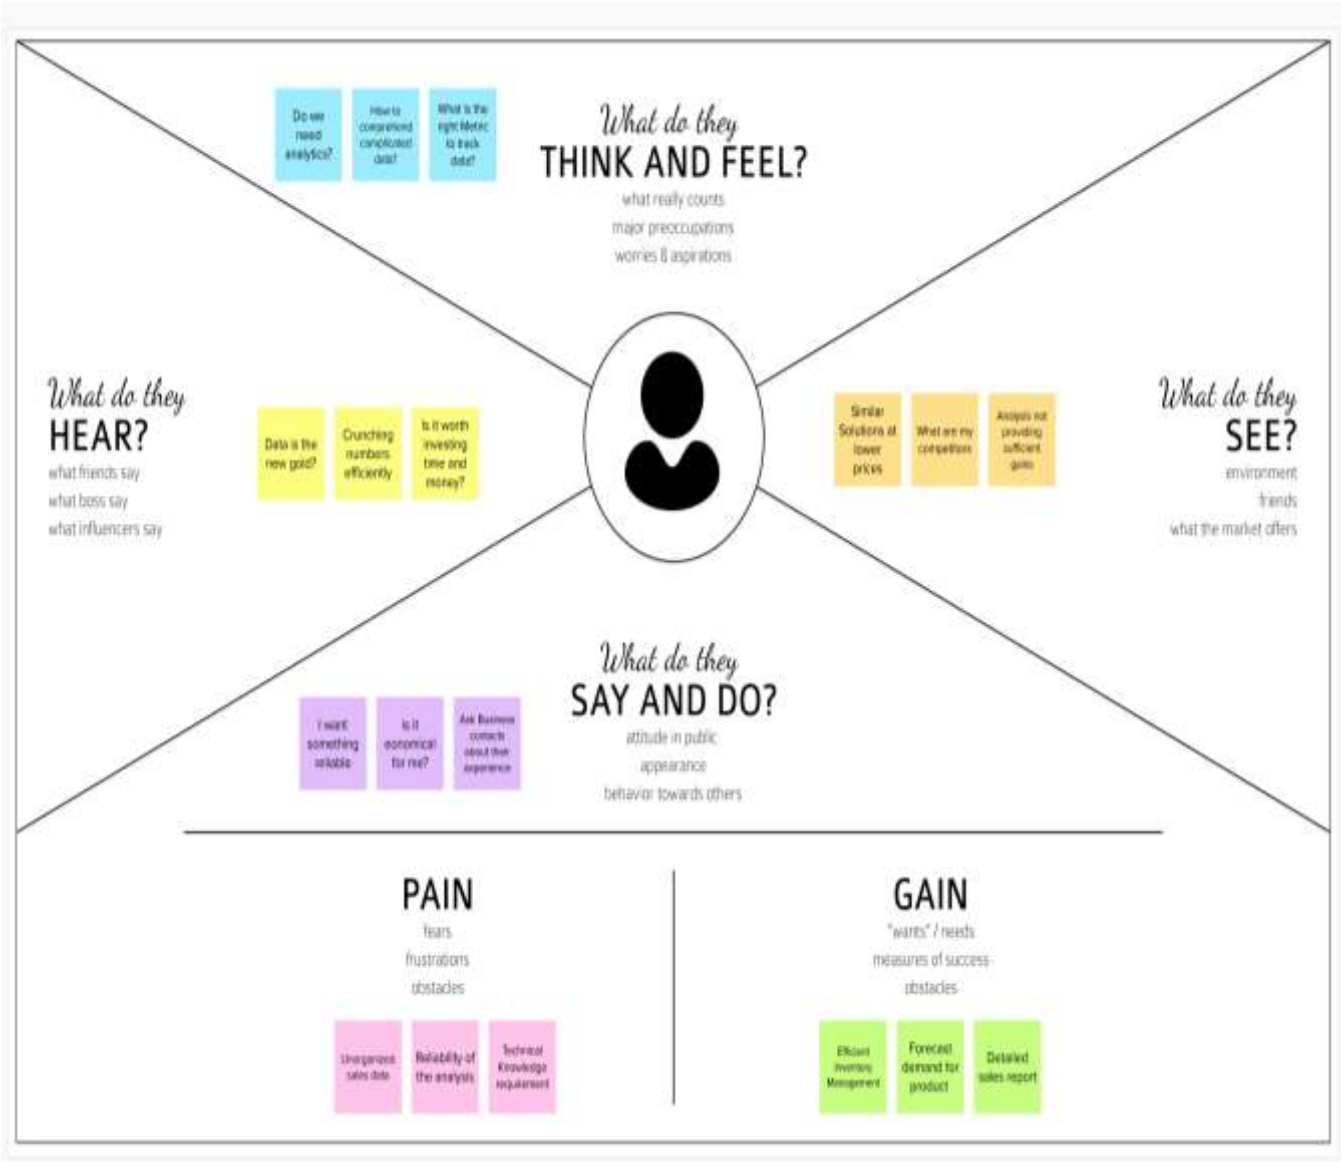 Do we
need
analytics?
How to
comprehend
complicated
data?
What is the
right Metric
to track
data?
What do they
THINK AND FEEL?
what really counts
major preoccupations
worries & aspirations
What do they
HEAR?
what friends say
what boss say
what influencers say
Data is the
new gold?
Crunching
numbers
efficiently
Is it worth
investing
time and
money?
Similar
Solutions at
lower
prices
What are my
competitors
Analysis not
providing
sufficient
gains
What do they
SEE?
environment
friends
what the market offers
I want
something
reliable
Is it
eonomical
for me?
Ask Business
contacts
about their
experience
What do they
SAY AND DO?
attitude in public
appearance
behavior towards others
PAIN
fears
frustrations
obstacles
Unorganized
sales data
Reliability of
the analysis
Technical
Knowledge
requirement
GAIN
"wants" / needs
measures of success
obstacles
Efficient
Inventory
Management
Forecast
demand for
product
Detailed
sales report